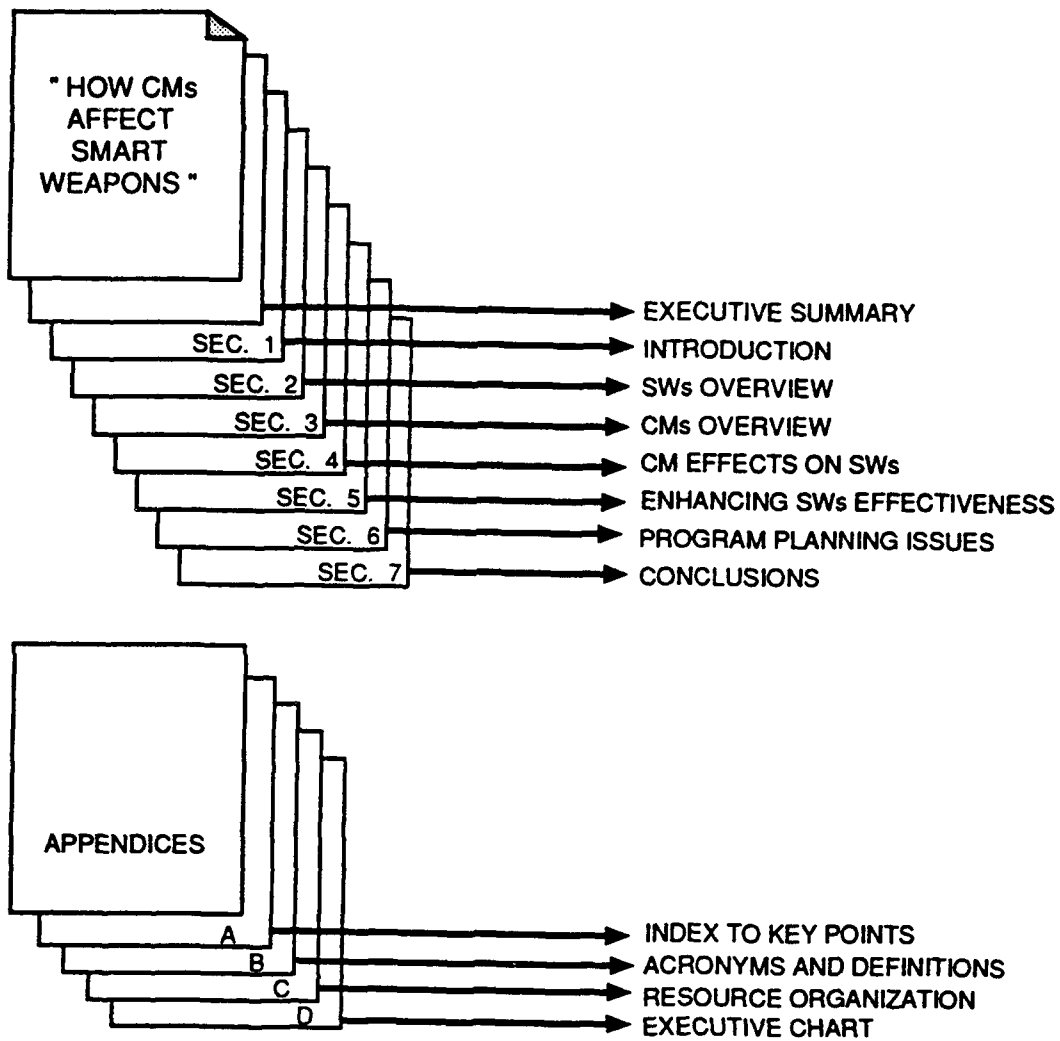 " HOW CMs
AFFECT
SMART
WEAPONS "
EXECUTIVE SUMMARY
SEC. 1 INTRODUCTION
SEC. 2 SWs OVERVIEW
SEC. 3 CMs OVERVIEW
SEC. 4 CM EFFECTS ON SWs
SEC. 5 ENHANCING SWs EFFECTIVENESS
SEC. 6 PROGRAM PLANNING ISSUES
SEC. 7 CONCLUSIONS
APPENDICES
A INDEX TO KEY POINTS
B ACRONYMS AND DEFINITIONS
C RESOURCE ORGANIZATION
D EXECUTIVE CHART